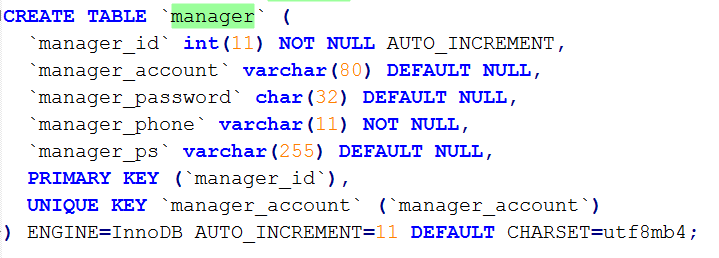 CREATE TABLE `manager` (
`manager_id` int(11) NOT NULL AUTO_INCREMENT,
`manager_account` varchar(80) DEFAULT NULL,
`manager_password` char(32) DEFAULT NULL,
`manager_phone` varchar(11) NOT NULL,
`manager_ps` varchar(255) DEFAULT NULL,
PRIMARY KEY (`manager_id`),
UNIQUE KEY `manager_account` (`manager_account`)
) ENGINE=InnoDB AUTO_INCREMENT=11 DEFAULT CHARSET=utf8mb4;